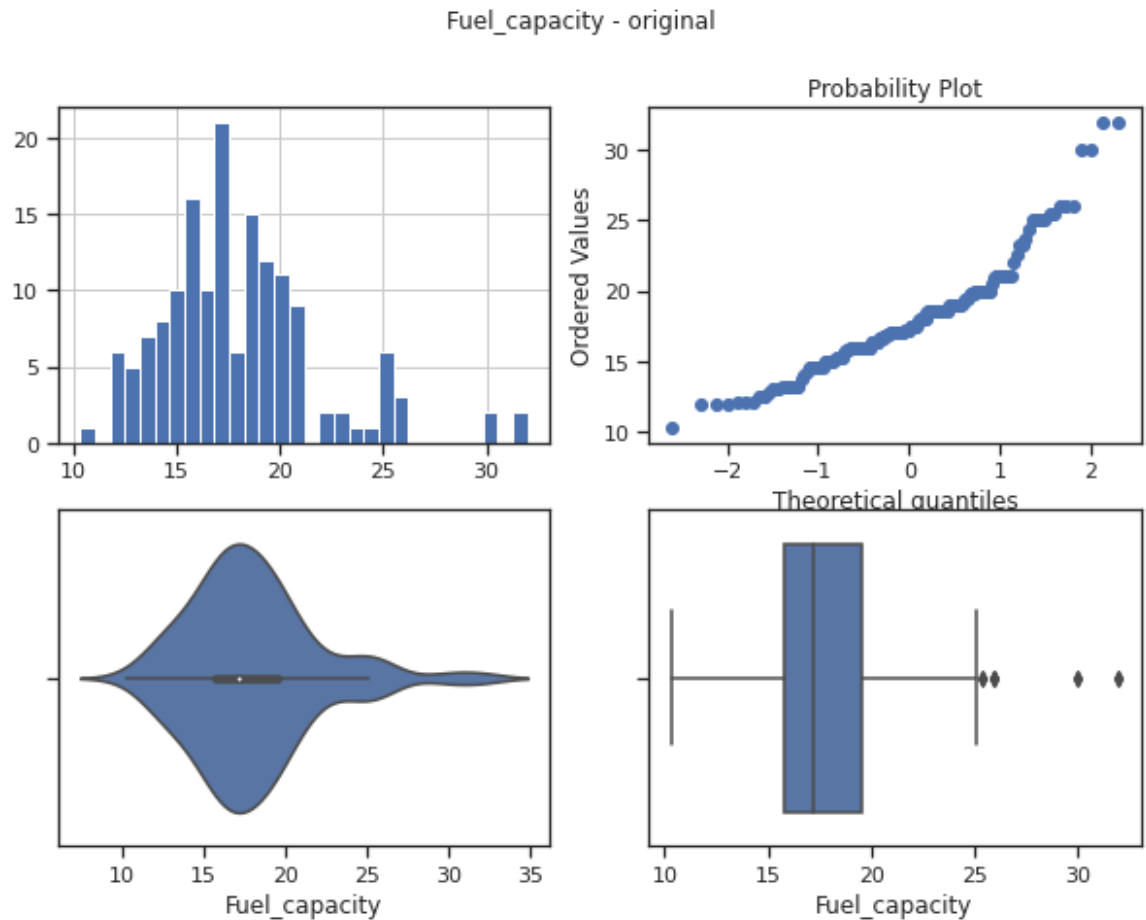 Fuel_capacity - original
20
15
10
5
0
10 15 20 25 30
Probability Plot
Ordered Values
30
25
20
15
10
−2 −1 0 1 2
Theoretical quantiles
10 15 20 25 30 35
Fuel_capacity
10 15 20 25 30
Fuel_capacity